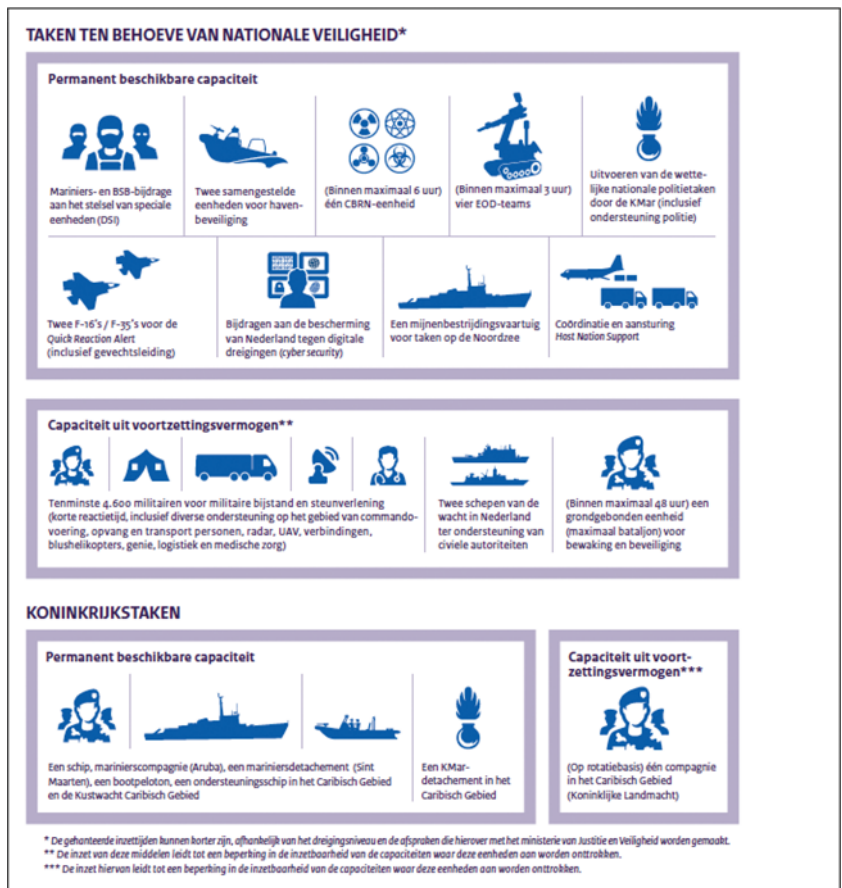 TAKEN TEN BEHOEVE VAN NATIONALE VEILIGHEID*
Permanent beschikbare capaciteit
Mariniers- en BSB-bijdrage
aan het stelsel van speciale
eenheden (DSI)
Twee samengestelde
eenheden voor haven-
beveiliging
(Binnen maximaal 6 uur)
één CBRN-eenheid
(Binnen maximaal 3 uur)
vier EOD-teams
Uitvoeren van de wette-
lijke nationale politietaken
door de KMar (inclusief
ondersteuning politie)
Twee F-16's / F-35's voor de
Quick Reaction Alert
(inclusief gevechtsleiding)
Bijdragen aan de bescherming
van Nederland tegen digitale
dreigingen (cyber security)
Een mijnenbestrijdingsvaartuig
voor taken op de Noordzee
Coördinatie en aansturing
Host Nation Support
Capaciteit uit voortzettingsvermogen**
Tenminste 4.600 militairen voor militaire bijstand en steunverlening
(korte reactietijd, inclusief diverse ondersteuning op het gebied van commando-
voering, opvang en transport personen, radar, UAV, verbindingen,
blushelikopters, genie, logistiek en medische zorg)
Twee schepen van de
wacht in Nederland
ter ondersteuning van
civiele autoriteiten
(Binnen maximaal 48 uur) een
grondgebonden eenheid
(maximaal bataljon) voor
bewaking en beveiliging
KONINKRIJKSTAKEN
Permanent beschikbare capaciteit
Een schip, marinierscompagnie (Aruba), een mariniersdetachement (Sint
Maarten), een bootpeloton, een ondersteuningsschip in het Caribisch Gebied
en de Kustwacht Caribisch Gebied
Een KMar-
detachement in het
Caribisch Gebied
Capaciteit uit voort-
zettingsvermogen***
(Op rotatiebasis) één compagnie
in het Caribisch Gebied
(Koninklijke Landmacht)
* De gehanteerde inzettijden kunnen korter zijn, afhankelijk van het dreigingsniveau en de afspraken die hierover met het ministerie van Justitie en Veiligheid worden gemaakt.
** De inzet van deze middelen leidt tot een beperking in de inzetbaarheid van de capaciteiten waar deze eenheden aan worden onttrokken.
*** De inzet hiervan leidt tot een beperking in de inzetbaarheid van de capaciteiten waar deze eenheden aan worden onttrokken.